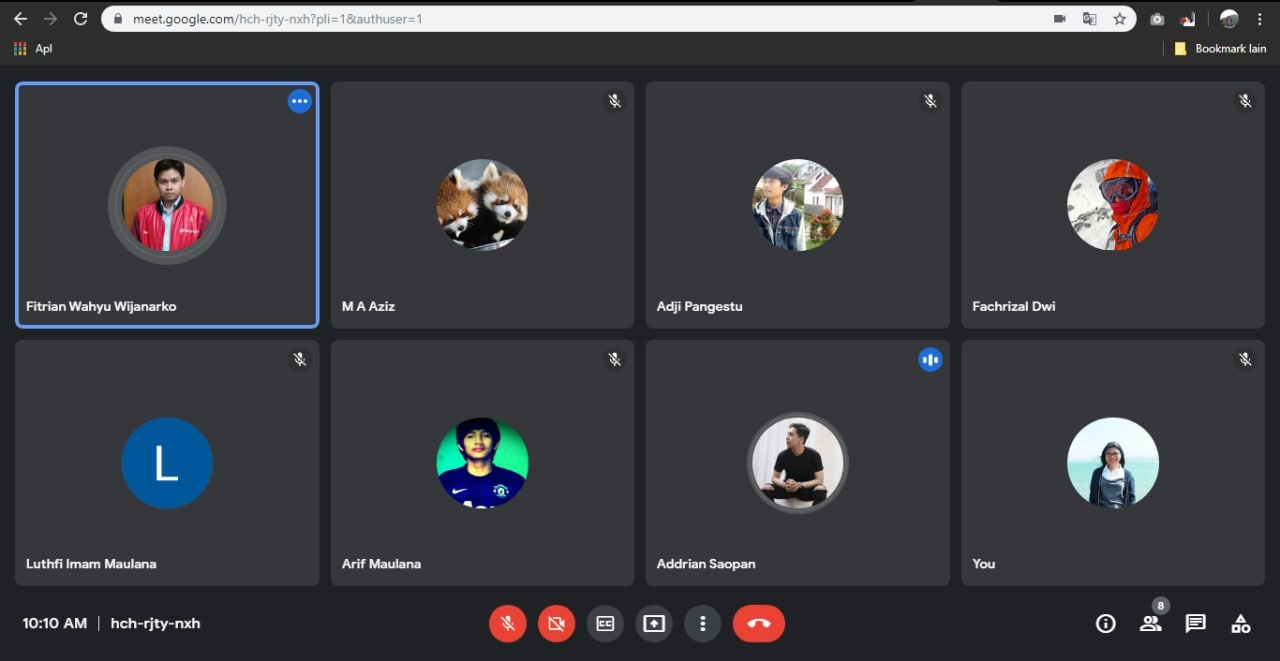 meet.google.com/hch-rjty-nxh?pli=1&authuser=1
Apl
Bookmark lain
Fitrian Wahyu Wijanarko
M A Aziz
Adji Pangestu
Fachrizal Dwi
L
Luthfi Imam Maulana
Arif Maulana
Addrian Saopan
You
10:10 AM | hch-rjty-nxh
CC
8